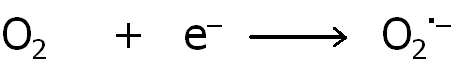 O₂ + e⁻ ⟶ O₂˙⁻